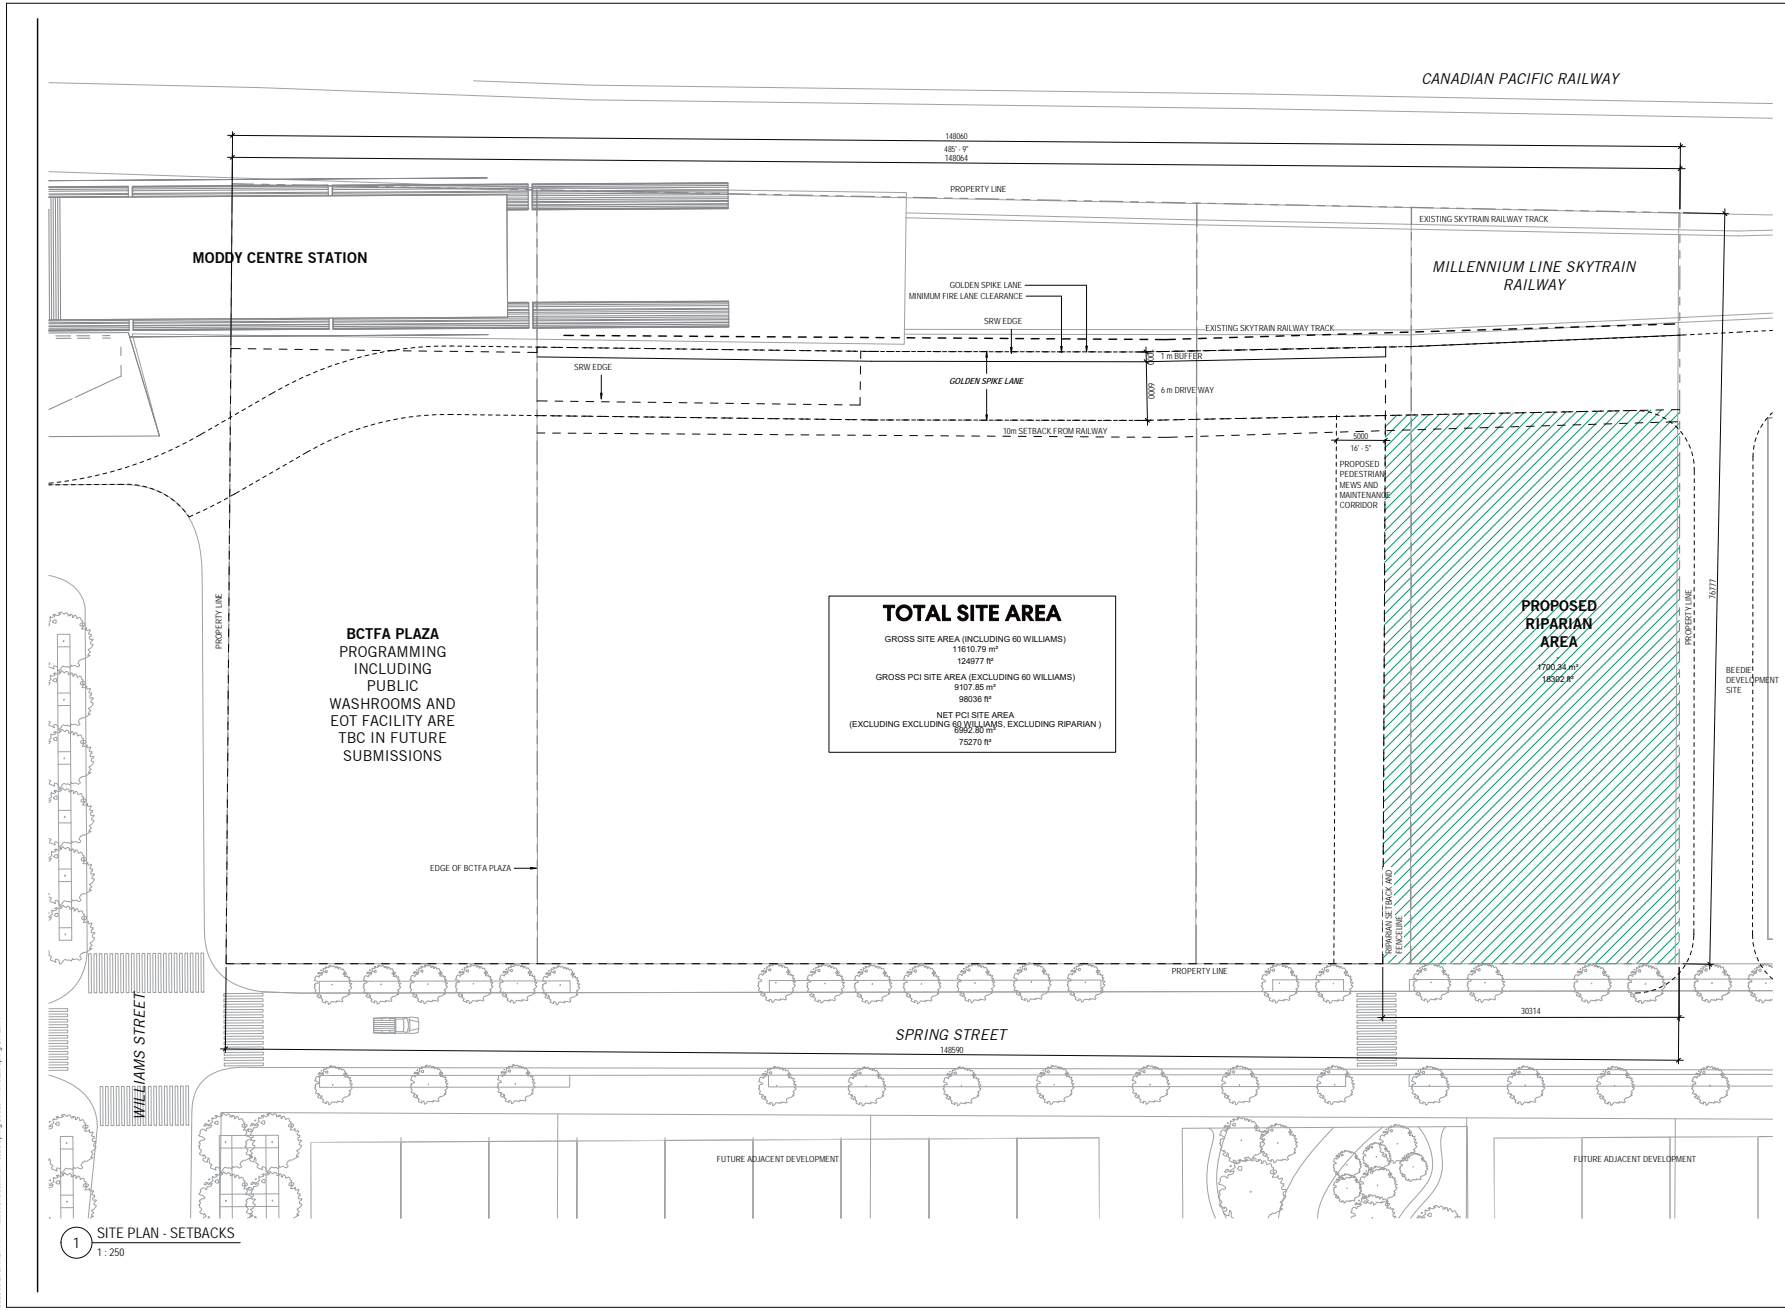 CANADIAN PACIFIC RAILWAY
148060
485' - 9"
148064
PROPERTY LINE
EXISTING SKYTRAIN RAILWAY TRACK
MODDY CENTRE STATION
MILLENNIUM LINE SKYTRAIN
RAILWAY
GOLDEN SPIKE LANE
MINIMUM FIRE LANE CLEARANCE
SRW EDGE
EXISTING SKYTRAIN RAILWAY TRACK
1000
1 m BUFFER
SRW EDGE
GOLDEN SPIKE LANE
6000
6 m DRIVE WAY
10m SETBACK FROM RAILWAY
5000
16' - 5"
PROPOSED
PEDESTRIAN
MEWS AND
MAINTENANCE
CORRIDOR
PROPERTY LINE
BCTFA PLAZA
PROGRAMMING
INCLUDING
PUBLIC
WASHROOMS AND
EOT FACILITY ARE
TBC IN FUTURE
SUBMISSIONS
TOTAL SITE AREA
GROSS SITE AREA (INCLUDING 60 WILLIAMS)
11610.79 m²
124977 ft²
GROSS PCI SITE AREA (EXCLUDING 60 WILLIAMS)
9107.85 m²
98036 ft²
NET PCI SITE AREA
(EXCLUDING EXCLUDING 60 WILLIAMS, EXCLUDING RIPARIAN )
6992.80 m²
75270 ft²
PROPOSED
RIPARIAN
AREA
1700.34 m²
18302 ft²
PROPERTY LINE
76777
BEEDIE
DEVELOPMENT
SITE
EDGE OF BCTFA PLAZA
RIPARIAN SETBACK AND
FENCELINE
PROPERTY LINE
WILLIAMS STREET
30314
SPRING STREET
148590
FUTURE ADJACENT DEVELOPMENT
FUTURE ADJACENT DEVELOPMENT
1
SITE PLAN - SETBACKS
1 : 250